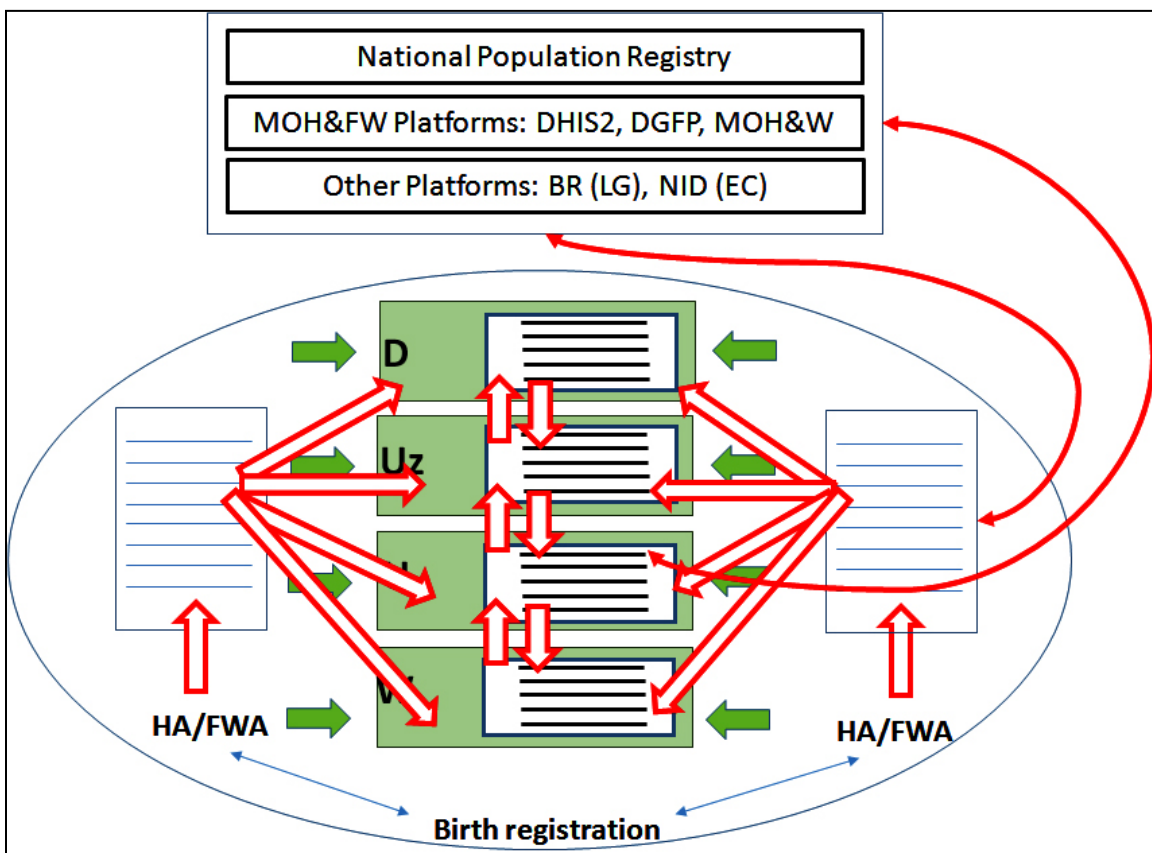 National Population Registry
MOH&FW Platforms: DHIS2, DGFP, MOH&W
Other Platforms: BR (LG), NID (EC)
D
Uz
HA/FWA
HA/FWA
Birth registration